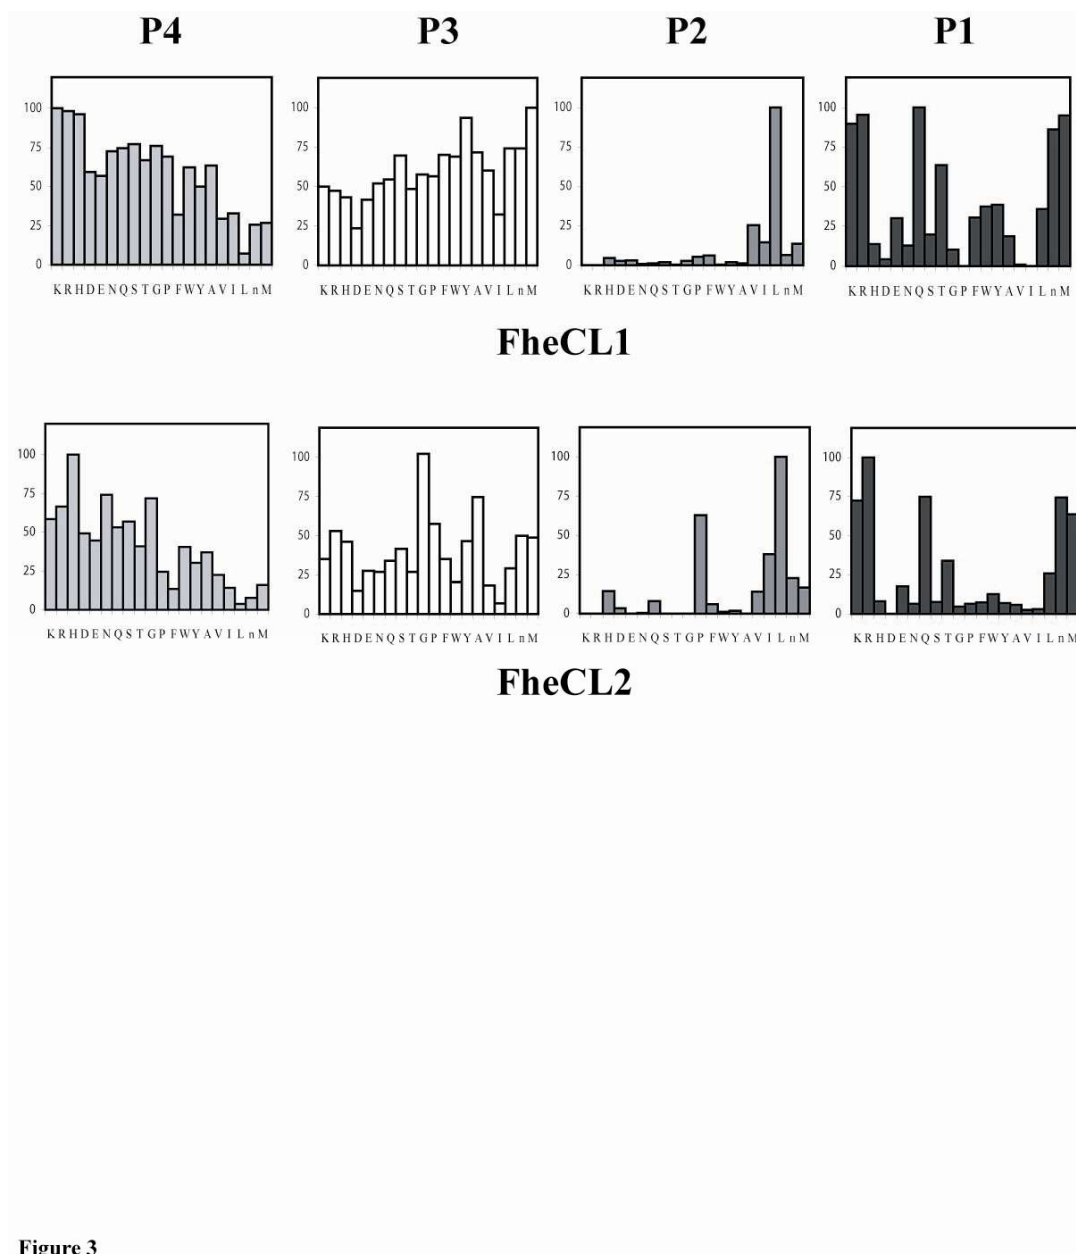 P4 P3 P2 P1
100 100 100 100
75 75 75 75
50 50 50 50
25 25 25 25
0 0 0 0
KRHDENQSTGPFWYAVILnM KRHDENQSTGPFWYAVILnM KRHDENQSTGPFWYAVILnM KRHDENQSTGPFWYAVILnM
FheCL1
100 100 100 100
75 75 75 75
50 50 50 50
25 25 25 25
0 0 0 0
KRHDENQSTGPFWYAVILnM KRHDENQSTGPFWYAVILnM KRHDENQSTGPFWYAVILnM KRHDENQSTGPFWYAVILnM
FheCL2
Figure 3